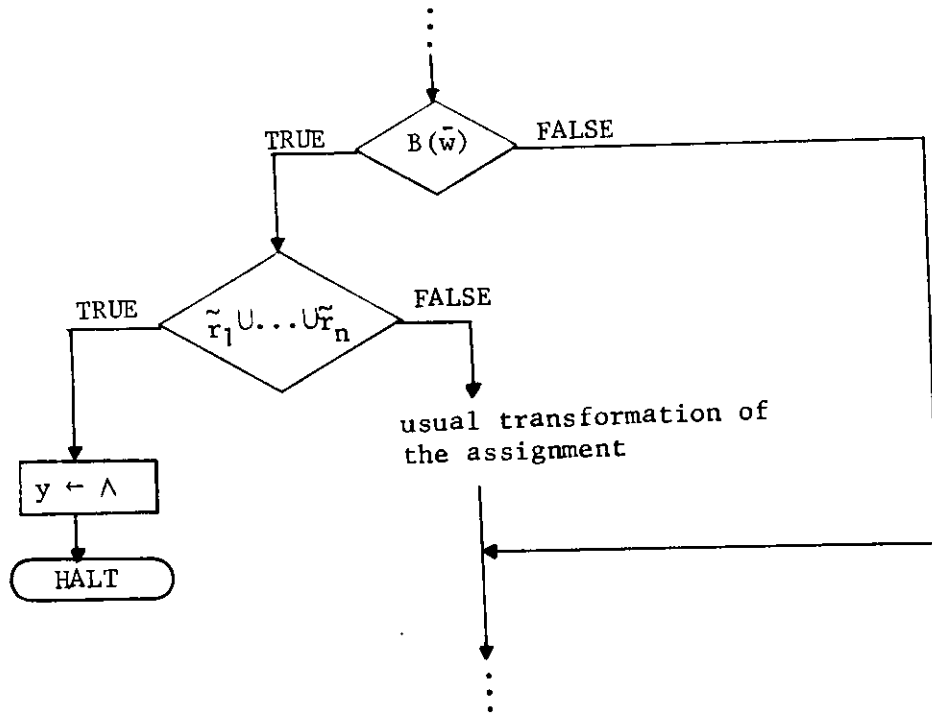 B(w̄)
TRUE
FALSE
r̃₁∪...∪r̃ₙ
TRUE
FALSE
usual transformation of
the assignment
y ← Λ
HALT